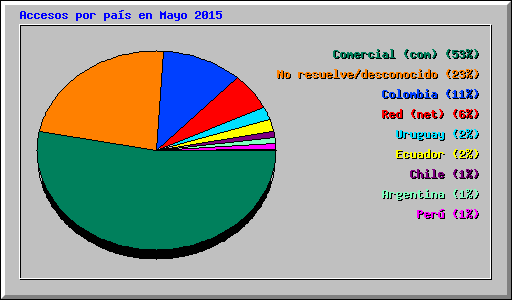 Accesos por país en Mayo 2015
Comercial (com) (53%)
No resuelve/desconocido (23%)
Colombia (11%)
Red (net) (6%)
Uruguay (2%)
Ecuador (2%)
Chile (1%)
Argentina (1%)
Perú (1%)